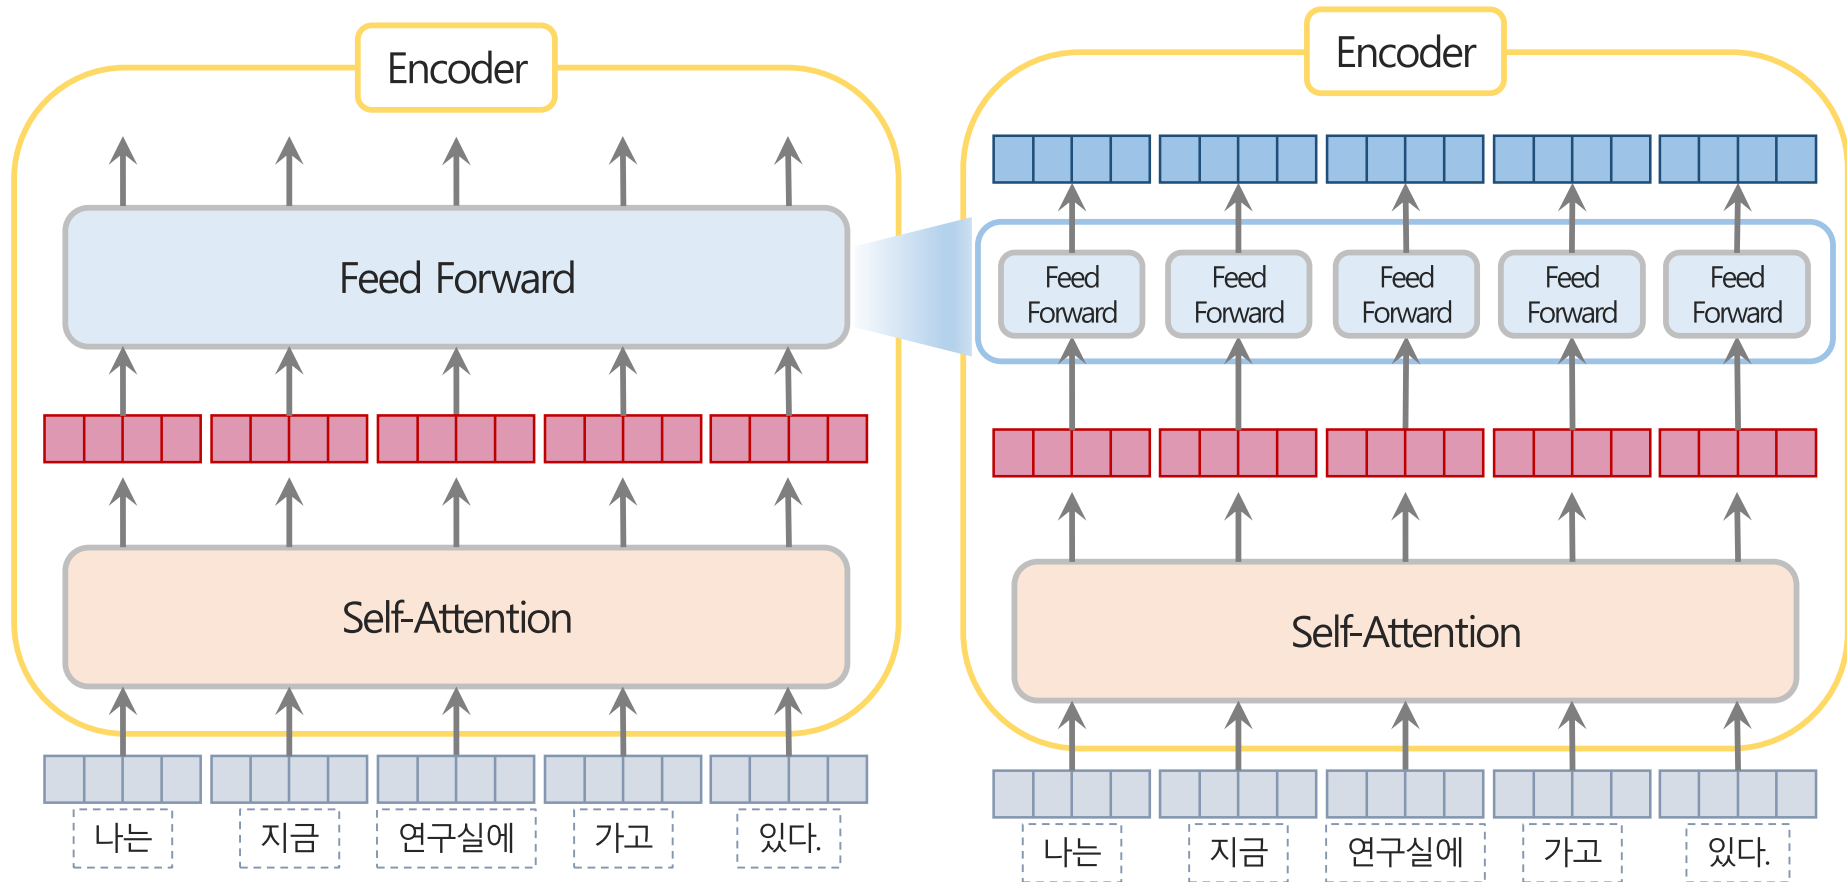 Encoder
Feed Forward
Self-Attention
나는 지금 연구실에 가고 있다.
Encoder
Feed Forward
Feed Forward
Feed Forward
Feed Forward
Feed Forward
Self-Attention
나는 지금 연구실에 가고 있다.